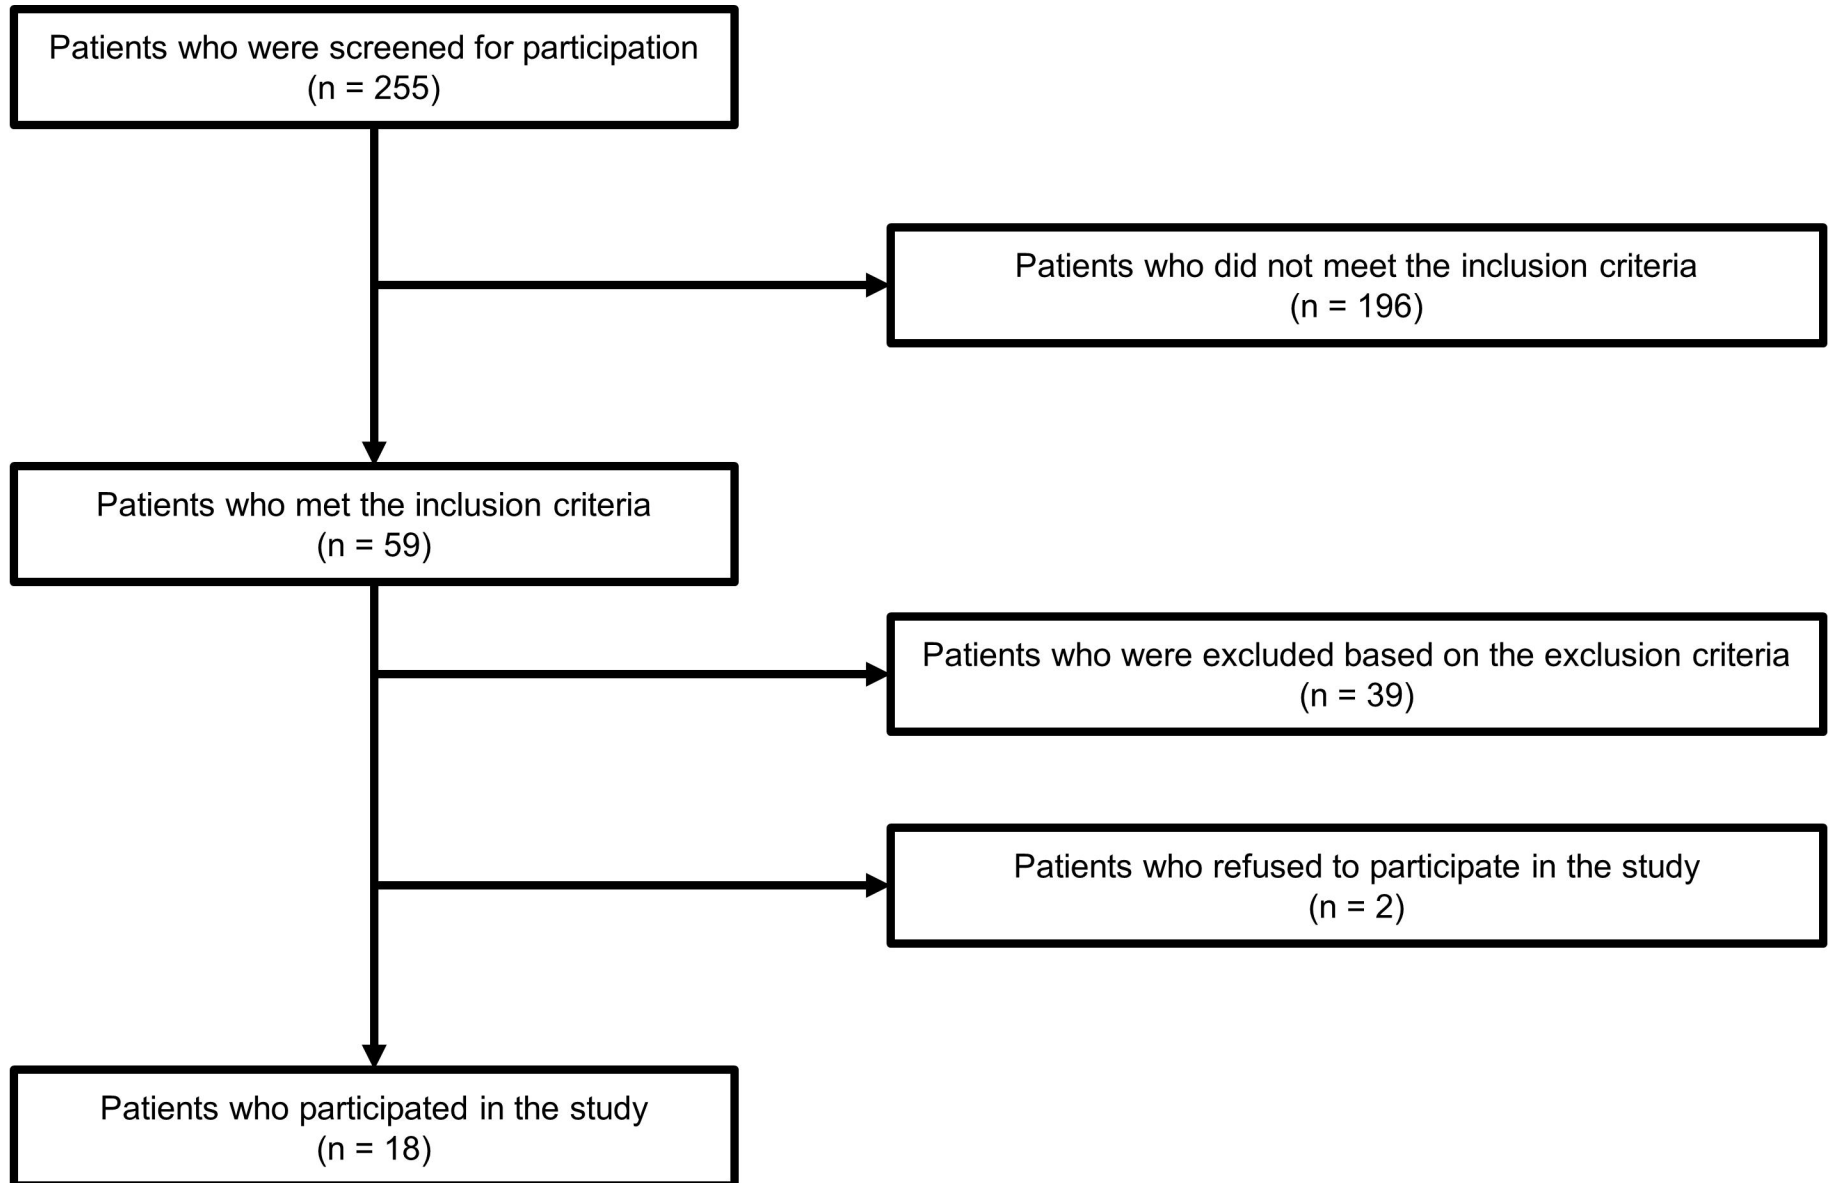 Patients who were screened for participation
(n = 255)
Patients who did not meet the inclusion criteria
(n = 196)
Patients who met the inclusion criteria
(n = 59)
Patients who were excluded based on the exclusion criteria
(n = 39)
Patients who refused to participate in the study
(n = 2)
Patients who participated in the study
(n = 18)